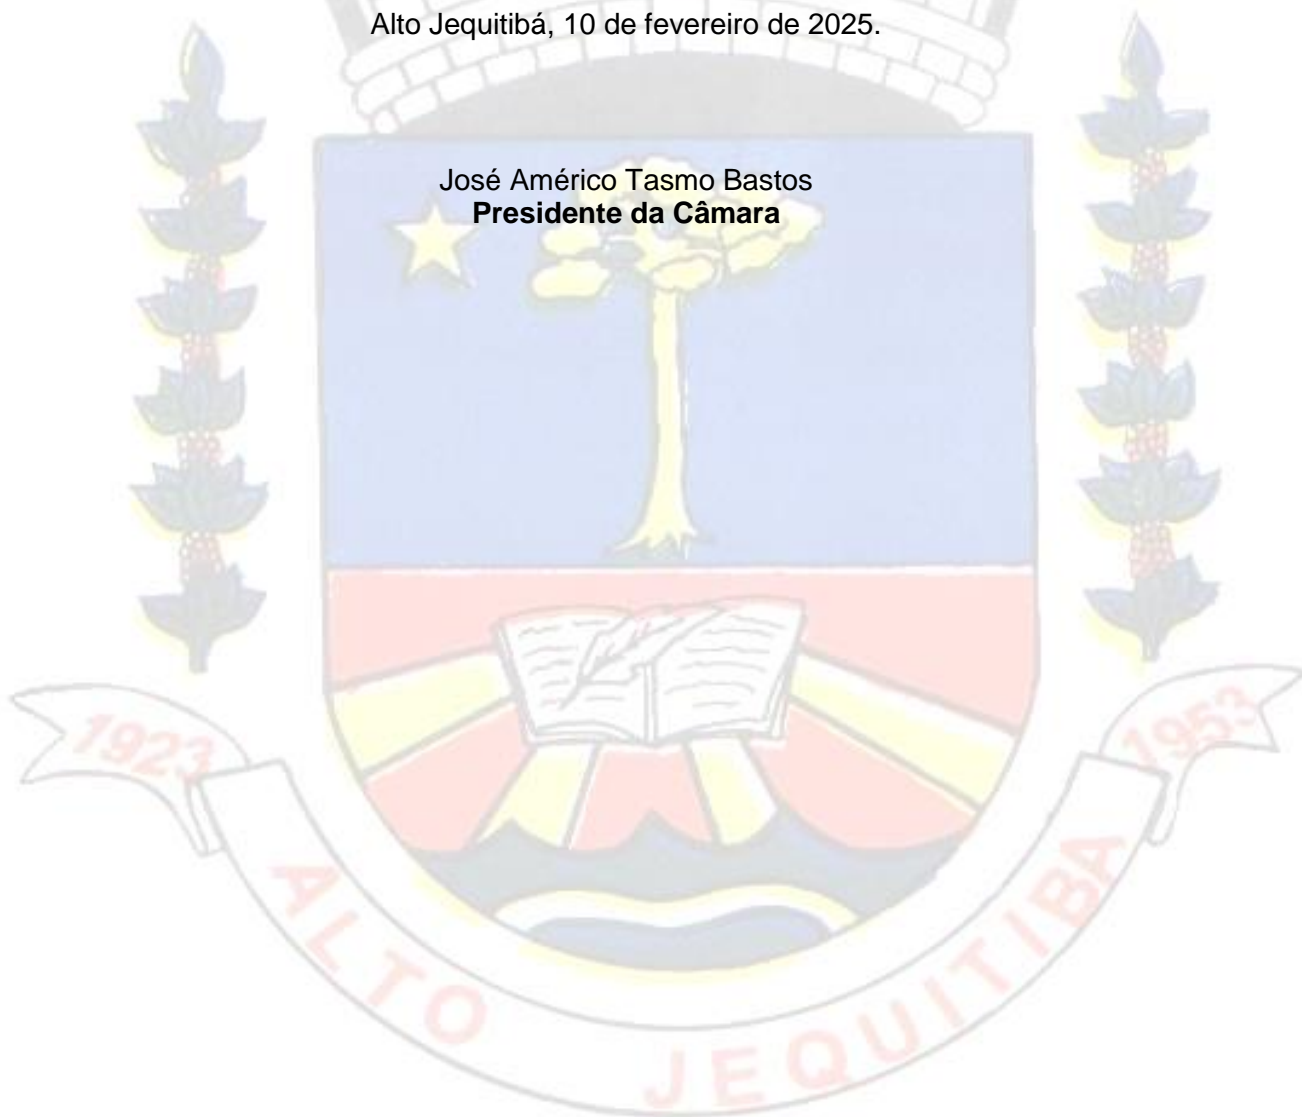 Alto Jequitibá, 10 de fevereiro de 2025.
José Américo Tasmo Bastos
Presidente da Câmara
1923
1953
ALTO JEQUITIBA